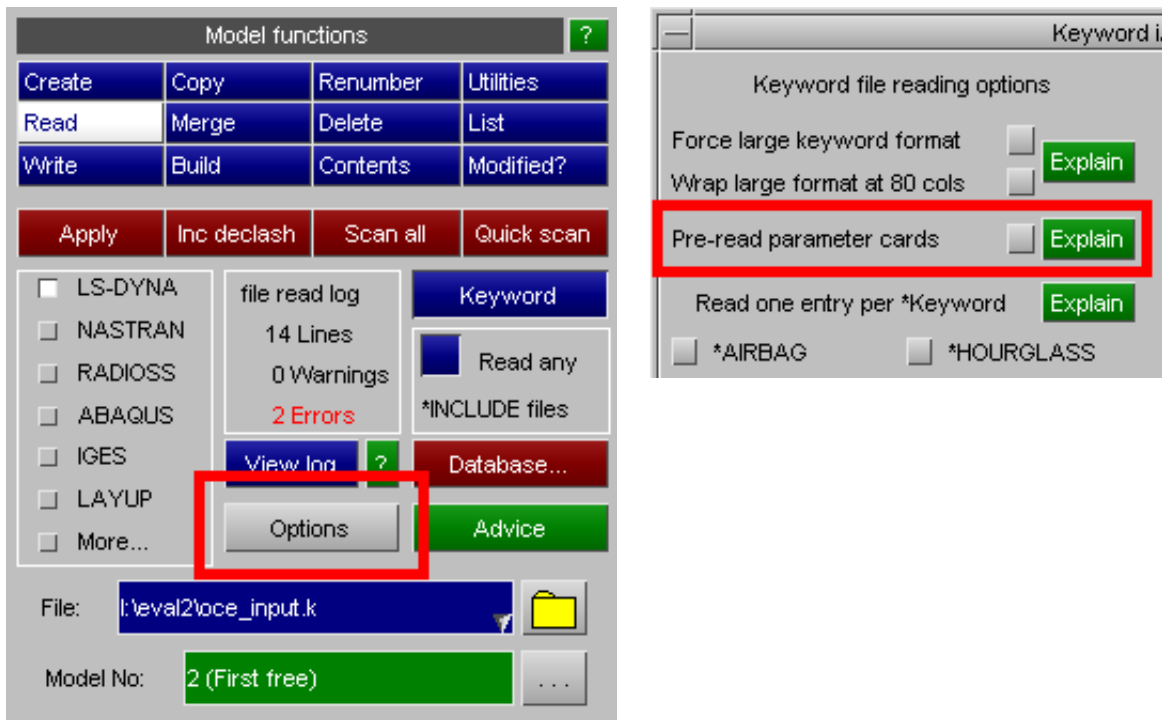 Model functions ?
Create Copy Renumber Utilities
Read Merge Delete List
Write Build Contents Modified?
Apply Inc declash Scan all Quick scan
LS-DYNA
NASTRAN
RADIOSS
ABAQUS
IGES
LAYUP
More...
file read log
14 Lines
0 Warnings
2 Errors
Keyword
Read any
*INCLUDE files
View log ? Database...
Options Advice
File: I:\eval2\oce_input.k
Model No: 2 (First free) ...
Keyword i
Keyword file reading options
Force large keyword format
Wrap large format at 80 cols
Explain
Pre-read parameter cards Explain
Read one entry per *Keyword Explain
*AIRBAG *HOURGLASS